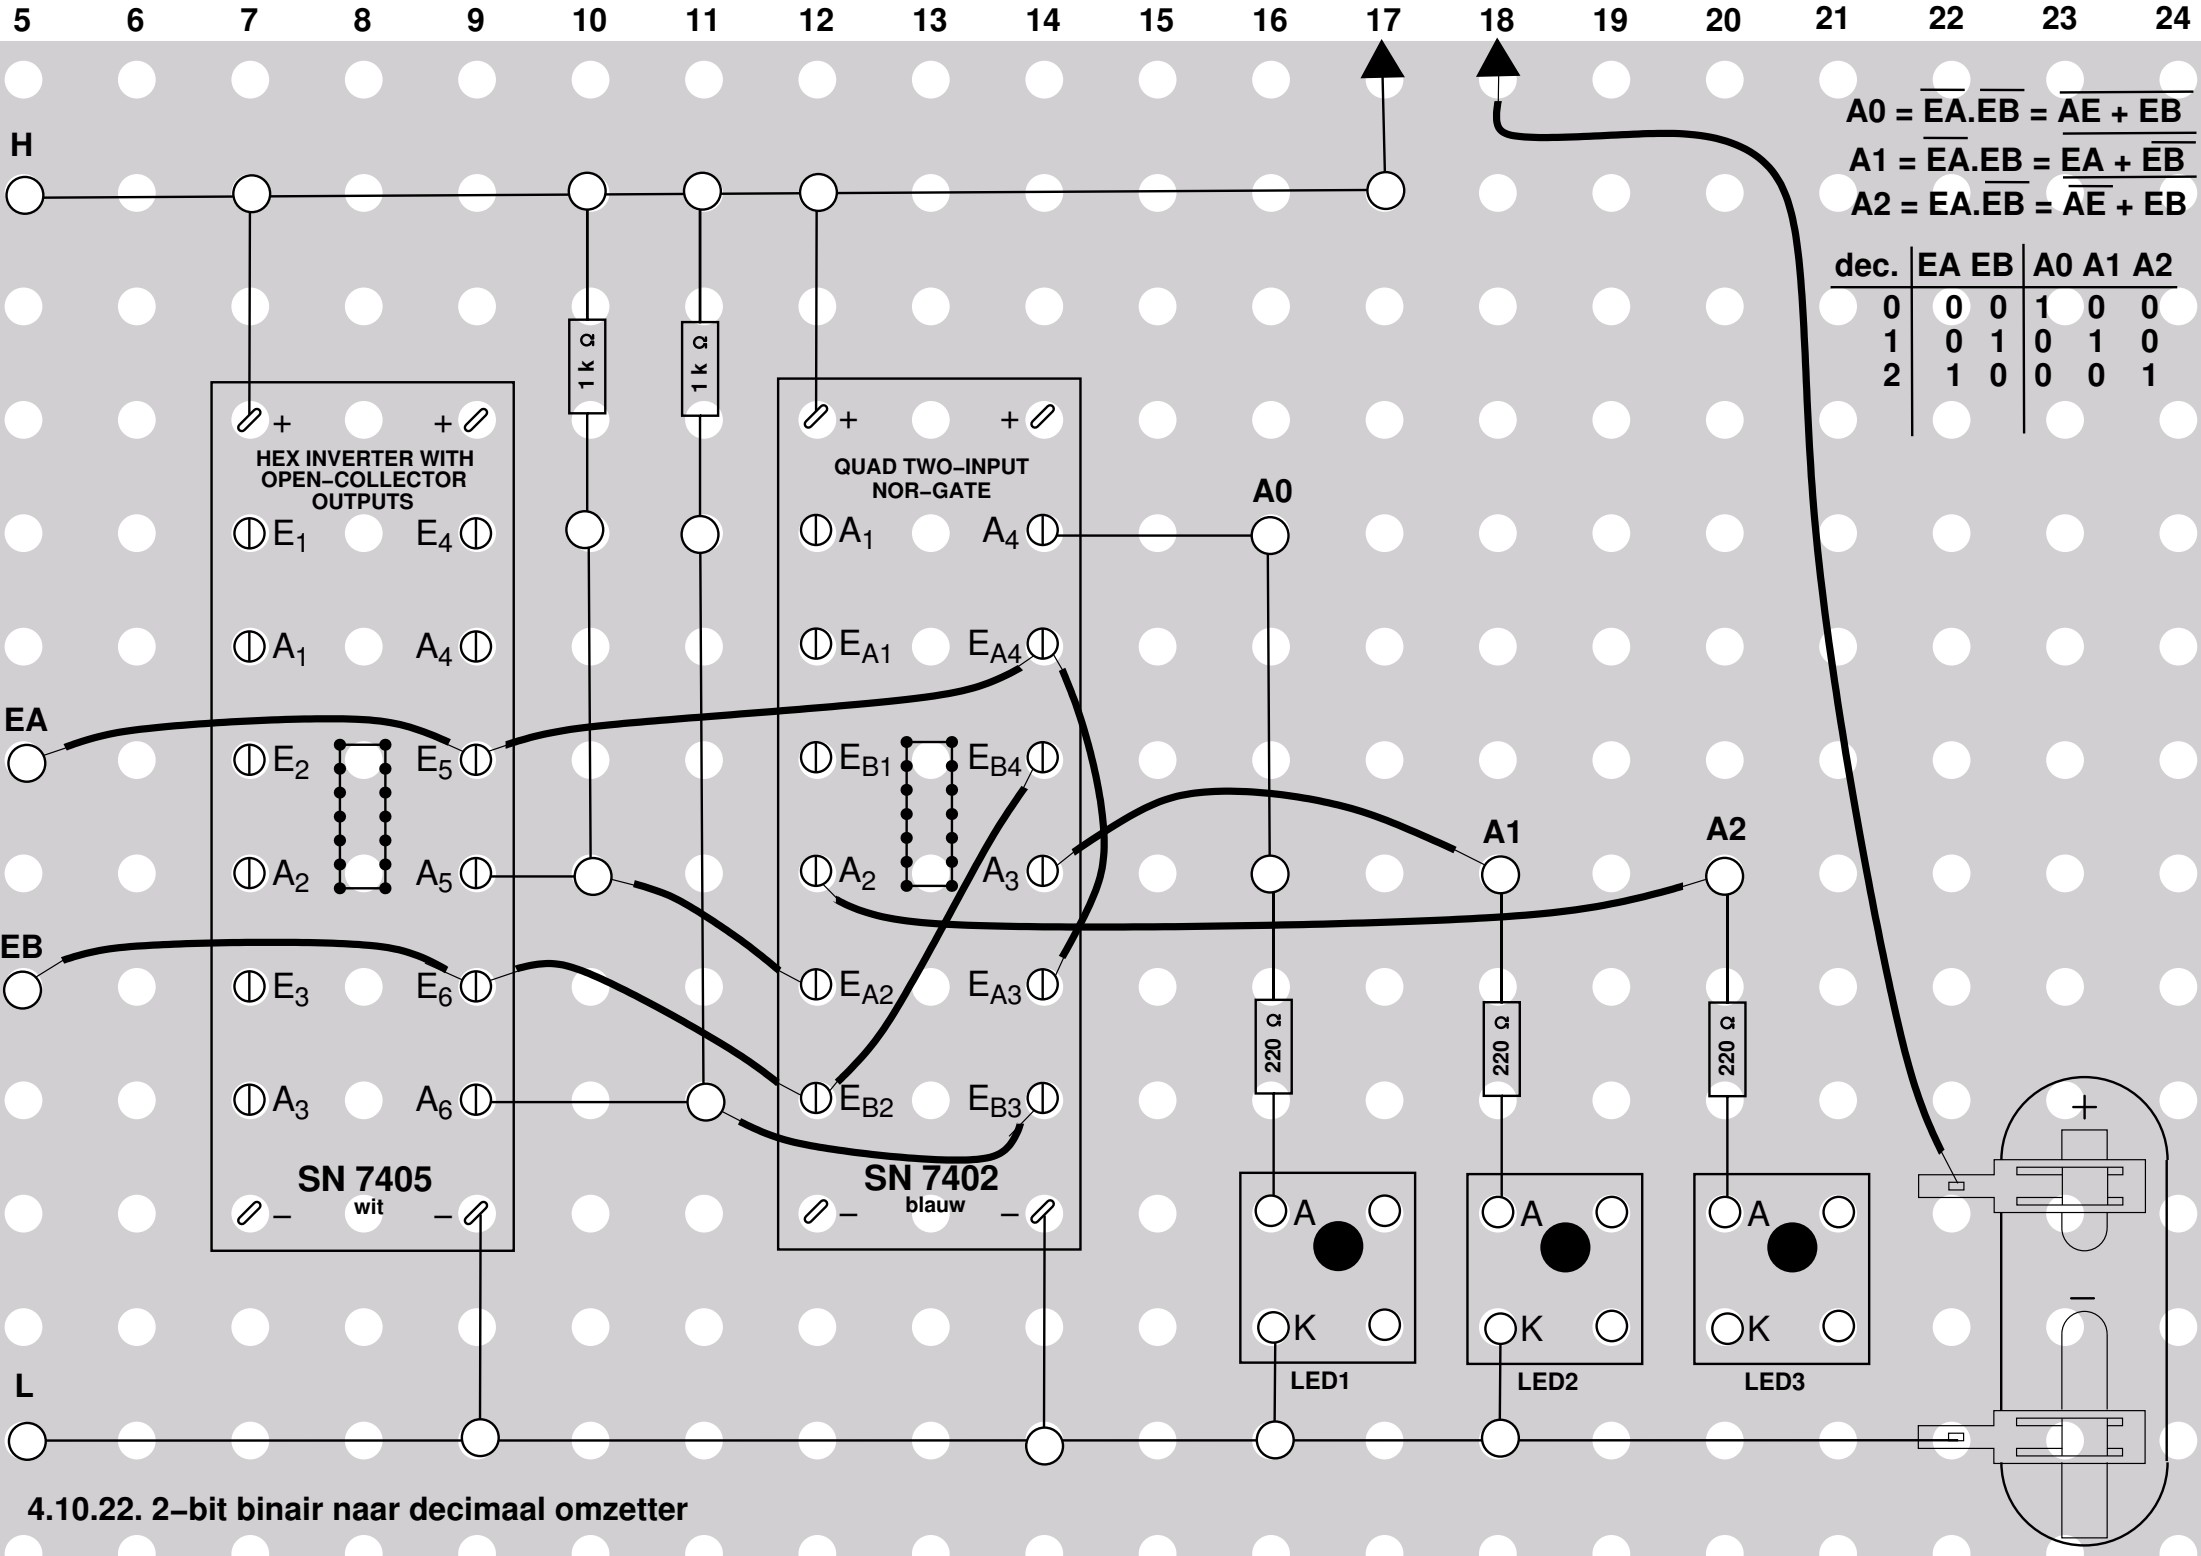 5 6 7 8 9 10 11 12 13 14 15 16 17 18 19 20 21 22 23 24
H
A0 = EA.EB = AE + EB
A1 = EA.EB = EA + EB
A2 = EA.EB = AE + EB
dec. EA EB A0 A1 A2
0 0 0 1 0 0
1 0 1 0 1 0
2 1 0 0 0 1
1 k Ω
1 k Ω
+ +
HEX INVERTER WITH
OPEN–COLLECTOR
OUTPUTS
E1 E4
A1 A4
E2 E5
A2 A5
E3 E6
A3 A6
SN 7405
wit
– –
+ +
QUAD TWO–INPUT
NOR–GATE
A1 A4
EA1 EA4
EB1 EB4
A2 A3
EA2 EA3
EB2 EB3
SN 7402
blauw
– –
EA
EB
A0
A1
A2
220 Ω
220 Ω
220 Ω
A
K
LED1
A
K
LED2
A
K
LED3
+
–
L
4.10.22. 2–bit binair naar decimaal omzetter